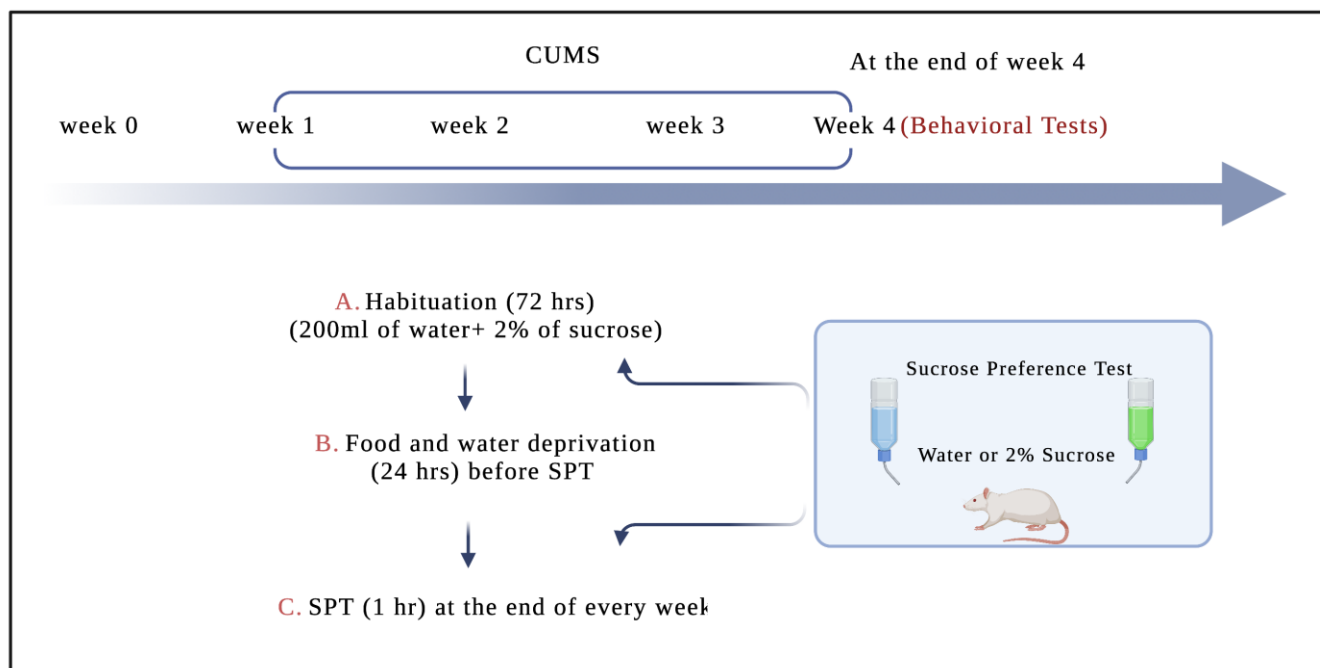 CUMS
At the end of week 4
week 0
week 1
week 2
week 3
Week 4 (Behavioral Tests)
A. Habituation (72 hrs)
(200ml of water+ 2% of sucrose)
B. Food and water deprivation
(24 hrs) before SPT
C. SPT (1 hr) at the end of every week
Sucrose Preference Test
Water or 2% Sucrose